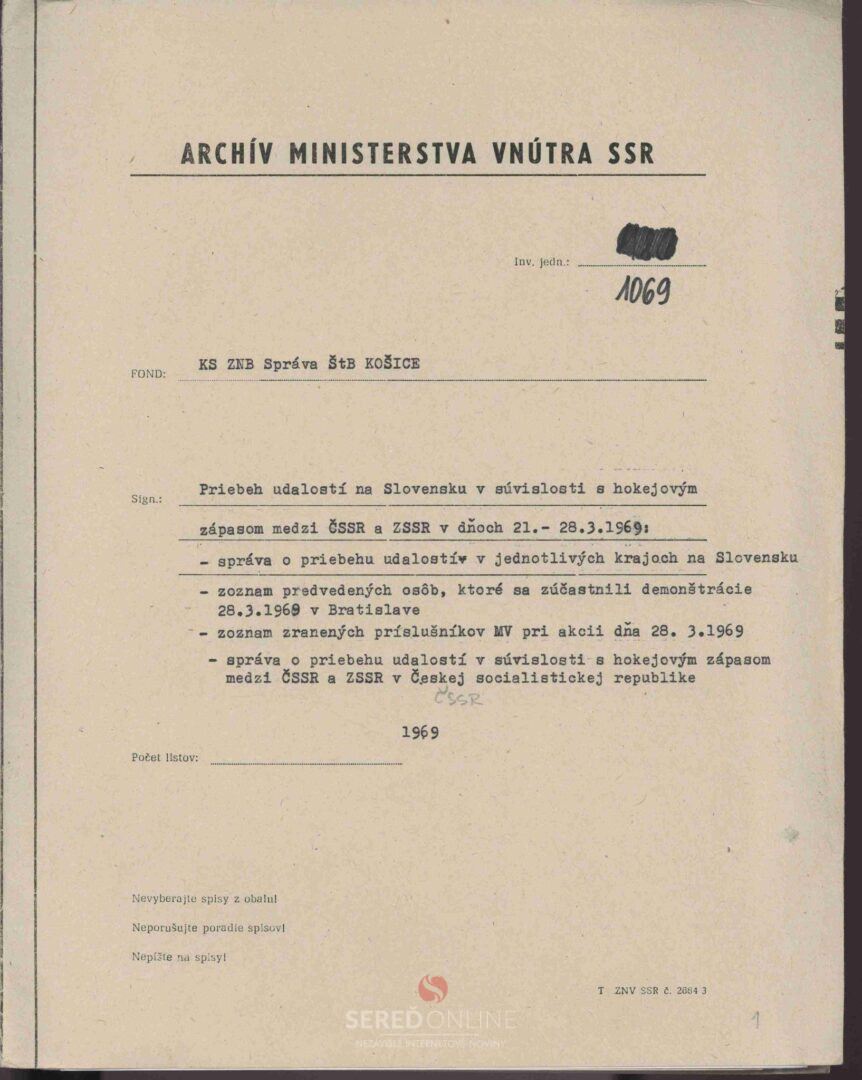 ARCHÍV MINISTERSTVA VNÚTRA SSR
Inv. jedn.:
1069
FOND: KS ZNB Správa ŠtB KOŠICE
Sign.: Priebeh udalostí na Slovensku v súvislosti s hokejovým
zápasom medzi ČSSR a ZSSR v dňoch 21.- 28.3.1969:
- správa o priebehu udalostív v jednotlivých krajoch na Slovensku
- zoznam predvedených osôb, ktoré sa zúčastnili demonštrácie
28.3.1969 v Bratislave
- zoznam zranených príslušníkov MV pri akcii dňa 28. 3.1969
- správa o priebehu udalostí v súvislosti s hokejovým zápasom
medzi ČSSR a ZSSR v Českej socialistickej republike
ČSSR
1969
Počet listov:
Nevyberajte spisy z obalu!
Neporušujte poradie spisov!
Nepíšte na spisy!
T ZNV SSR č. 2684 3
SEREĎONLINE
NEZÁVISLÉ INTERNETOVÉ NOVINY
1